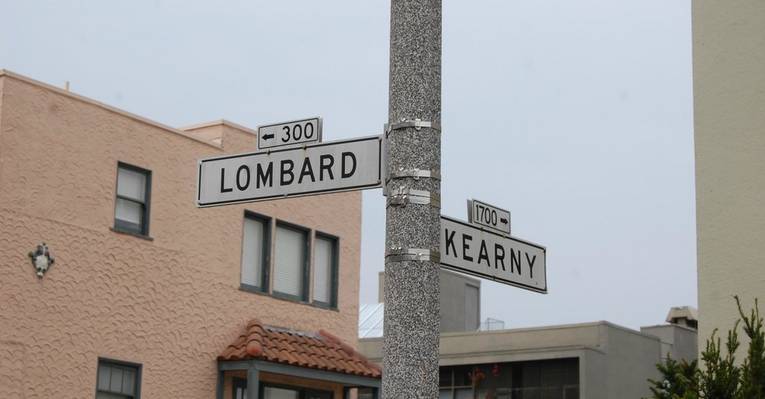 ← 300
LOMBARD
1700 →
KEARNY